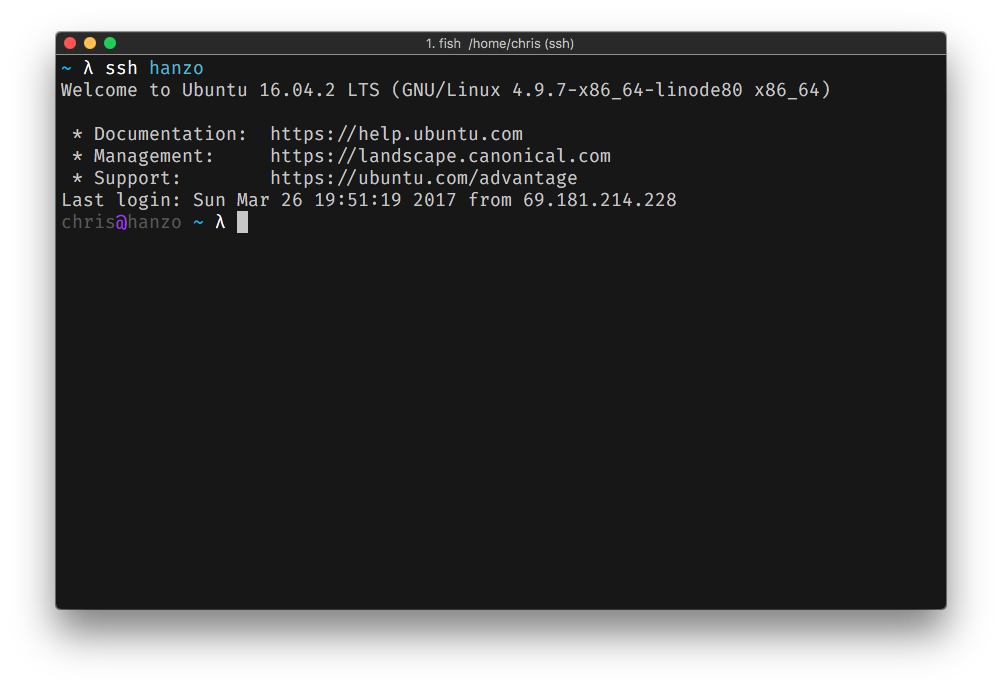 1. fish /home/chris (ssh)
~ λ ssh hanzo
Welcome to Ubuntu 16.04.2 LTS (GNU/Linux 4.9.7-x86_64-linode80 x86_64)
* Documentation:  https://help.ubuntu.com
* Management:     https://landscape.canonical.com
* Support:        https://ubuntu.com/advantage
Last login: Sun Mar 26 19:51:19 2017 from 69.181.214.228
chris@hanzo ~ λ